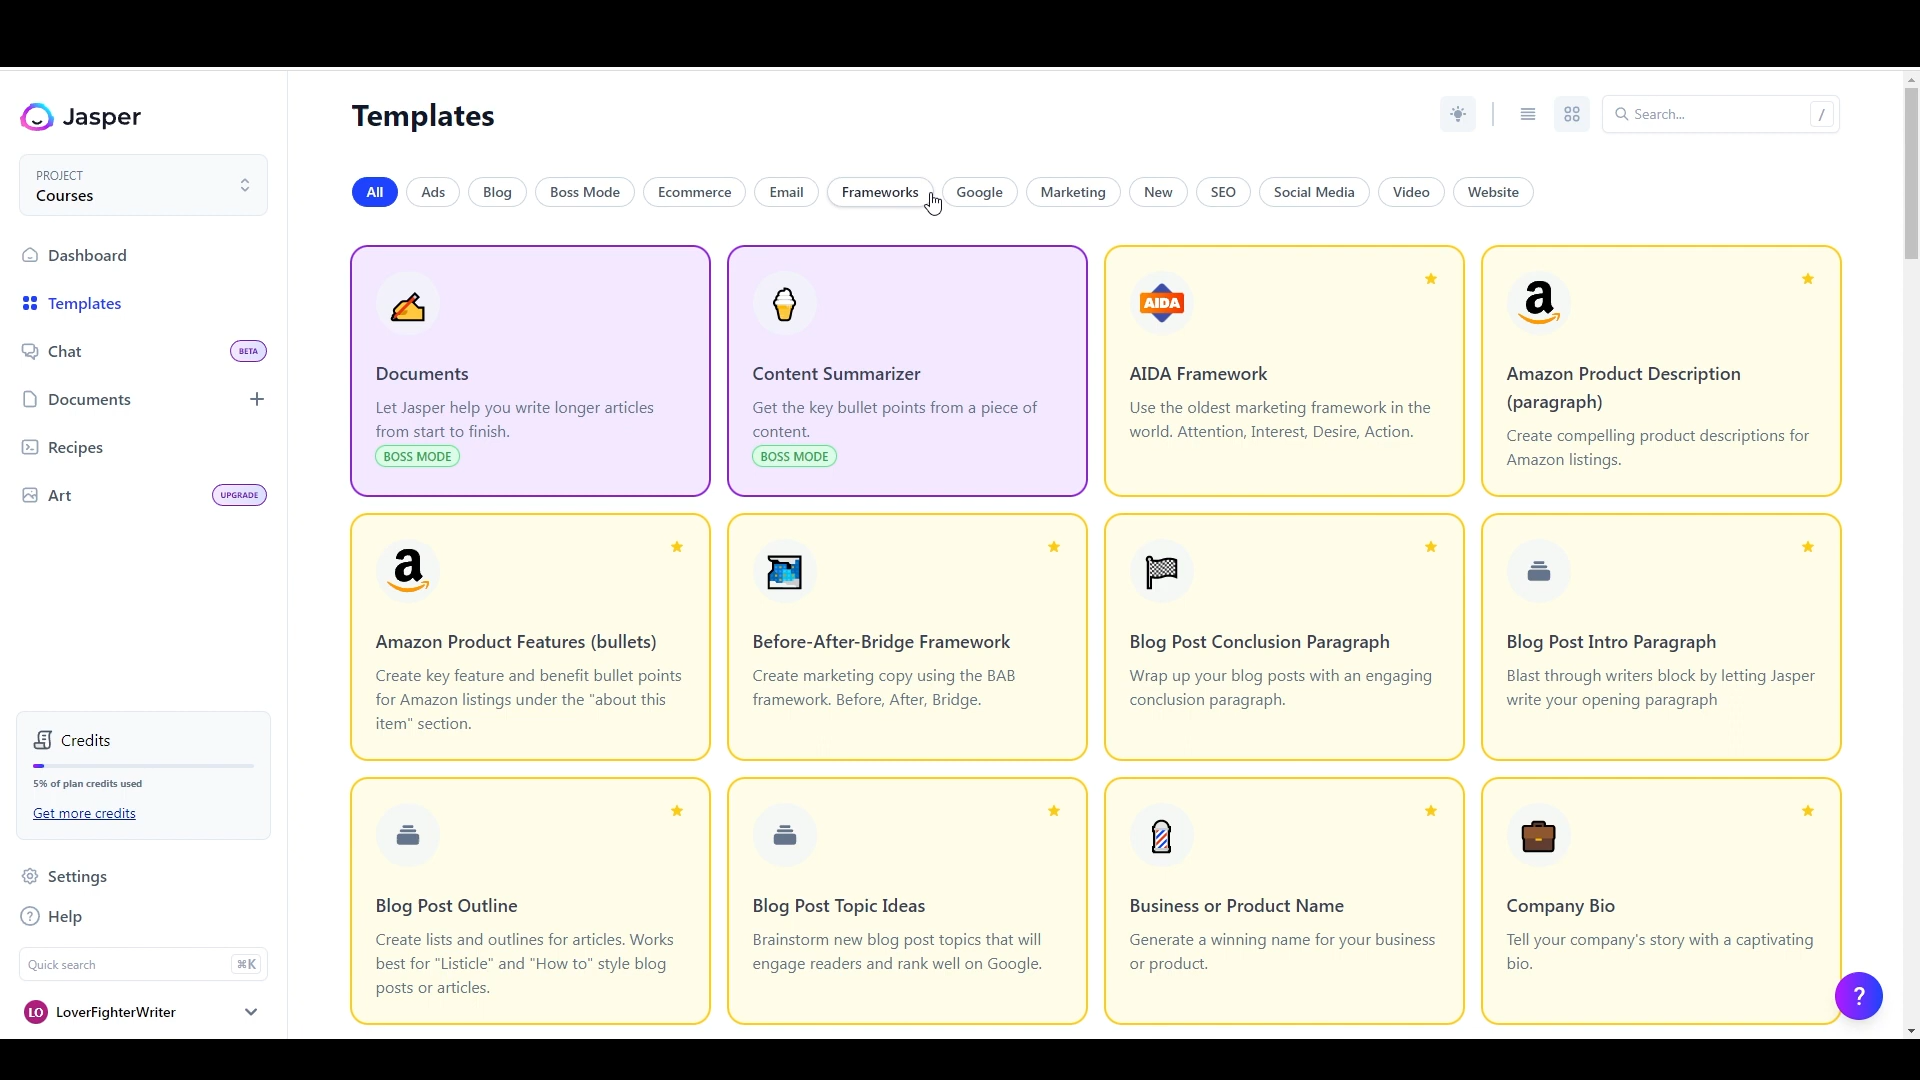 Jasper
PROJECT
Courses
Dashboard
Templates
Chat
BETA
Documents
Recipes
Art
UPGRADE
Credits
5% of plan credits used
Get more credits
Settings
Help
Quick search
⌘K
LO
LoverFighterWriter
Templates
Search...
/
All
Ads
Blog
Boss Mode
Ecommerce
Email
Frameworks
Google
Marketing
New
SEO
Social Media
Video
Website
Documents
Let Jasper help you write longer articles
from start to finish.
BOSS MODE
Content Summarizer
Get the key bullet points from a piece of
content.
BOSS MODE
AIDA
AIDA Framework
Use the oldest marketing framework in the
world. Attention, Interest, Desire, Action.
a
Amazon Product Description
(paragraph)
Create compelling product descriptions for
Amazon listings.
a
Amazon Product Features (bullets)
Create key feature and benefit bullet points
for Amazon listings under the "about this
item" section.
Before-After-Bridge Framework
Create marketing copy using the BAB
framework. Before, After, Bridge.
Blog Post Conclusion Paragraph
Wrap up your blog posts with an engaging
conclusion paragraph.
Blog Post Intro Paragraph
Blast through writers block by letting Jasper
write your opening paragraph
Blog Post Outline
Create lists and outlines for articles. Works
best for "Listicle" and "How to" style blog
posts or articles.
Blog Post Topic Ideas
Brainstorm new blog post topics that will
engage readers and rank well on Google.
Business or Product Name
Generate a winning name for your business
or product.
Company Bio
Tell your company's story with a captivating
bio.
?